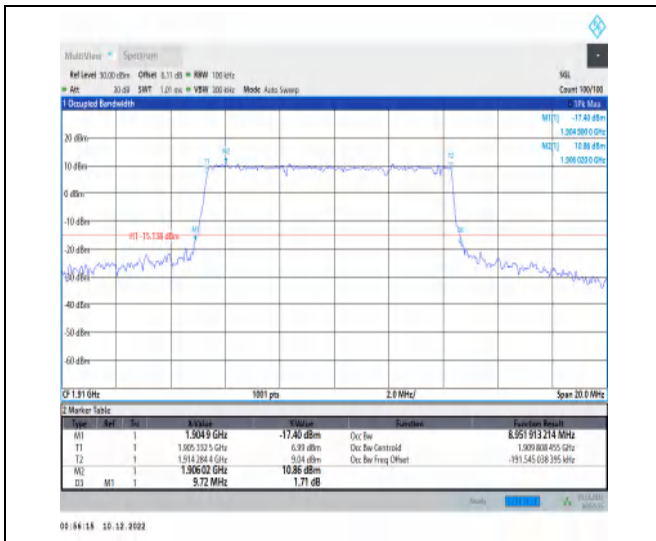 MultiView Spectrum
Ref Level 30.00 dBm Offset 8.11 dB RBW 100 kHz SGL
Att 30 dB SWT 1.01 ms VBW 300 kHz Mode Auto Sweep Count 100/100
1 Occupied Bandwidth 1Pk Max
M1[1] -17.40 dBm
1.904 900 0 GHz
M2[1] 10.86 dBm
1.906 020 0 GHz
20 dBm
T1 M2 T2
10 dBm
0 dBm
-10 dBm
H1 -15.138 dBm M1
-20 dBm
-30 dBm
-40 dBm
-50 dBm
-60 dBm
CF 1.91 GHz 1001 pts 2.0 MHz/ Span 20.0 MHz
2 Marker Table
Type Ref Trc X-Value Y-Value Function Function Result
M1 1 1.9049 GHz -17.40 dBm Occ Bw 8.951 913 214 MHz
T1 1 1.905 332 5 GHz 6.99 dBm Occ Bw Centroid 1.909 808 455 GHz
T2 1 1.914 284 4 GHz 9.04 dBm Occ Bw Freq Offset -191.545 038 395 kHz
M2 1 1.90602 GHz 10.86 dBm
D3 M1 1 9.72 MHz 1.71 dB
Ready
00:56:15 10.12.2022